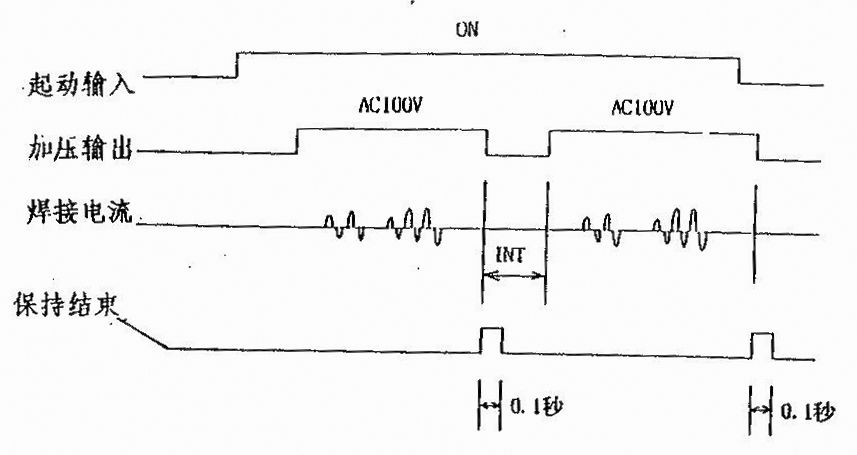 ON
起动输入
AC100V AC100V
加压输出
焊接电流
INT
保持结束
0.1秒 0.1秒